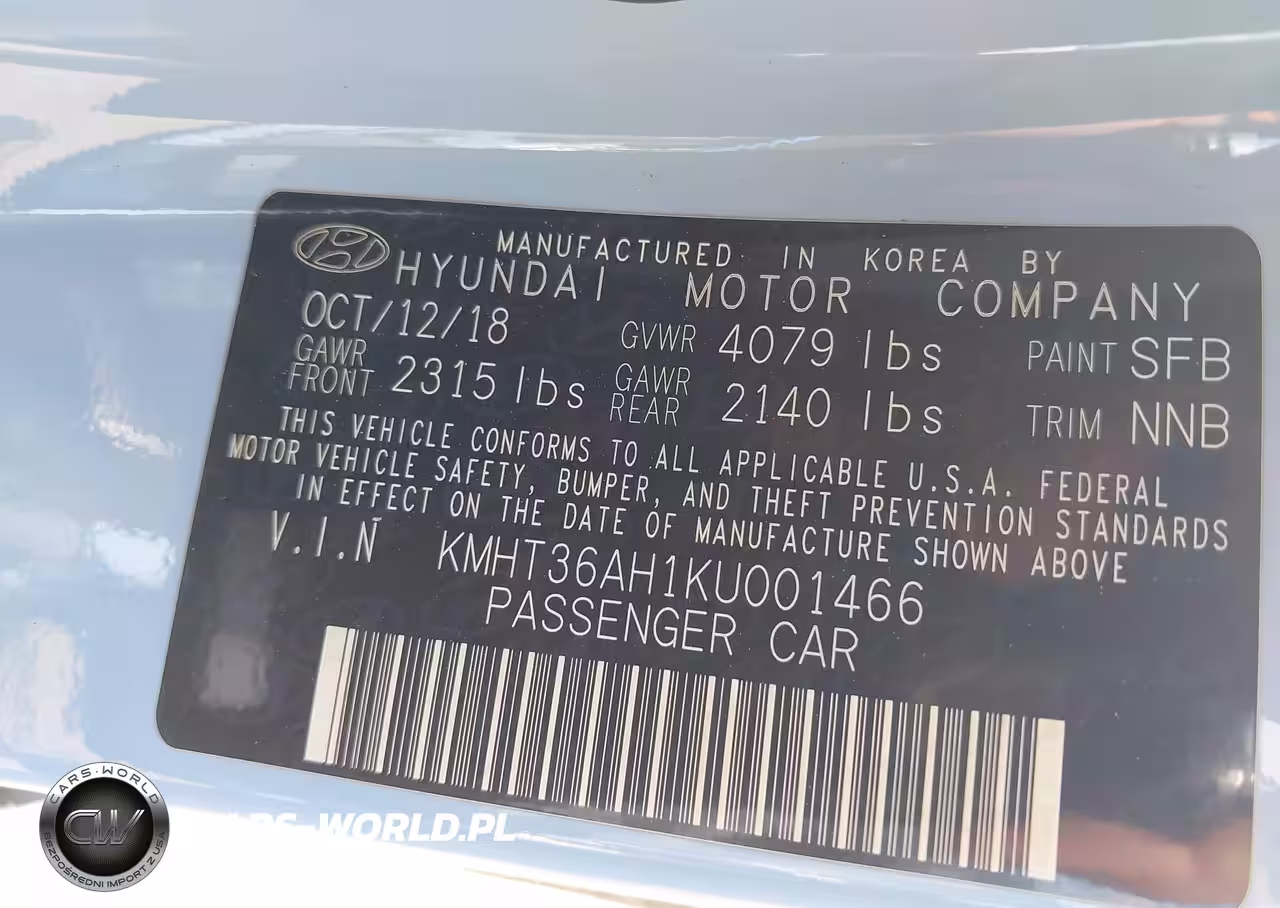 MANUFACTURED IN KOREA BY
HYUNDAI MOTOR COMPANY
OCT/12/18 GVWR 4079 lbs PAINT SFB
GAWR FRONT 2315 lbs GAWR REAR 2140 lbs TRIM NNB
THIS VEHICLE CONFORMS TO ALL APPLICABLE U.S.A. FEDERAL
MOTOR VEHICLE SAFETY, BUMPER, AND THEFT PREVENTION STANDARDS
IN EFFECT ON THE DATE OF MANUFACTURE SHOWN ABOVE
V.I.N KMHT36AH1KU001466
PASSENGER CAR
CARS-WORLD
CW
BEZPOŚREDNI IMPORT Z USA
CARS-WORLD.PL